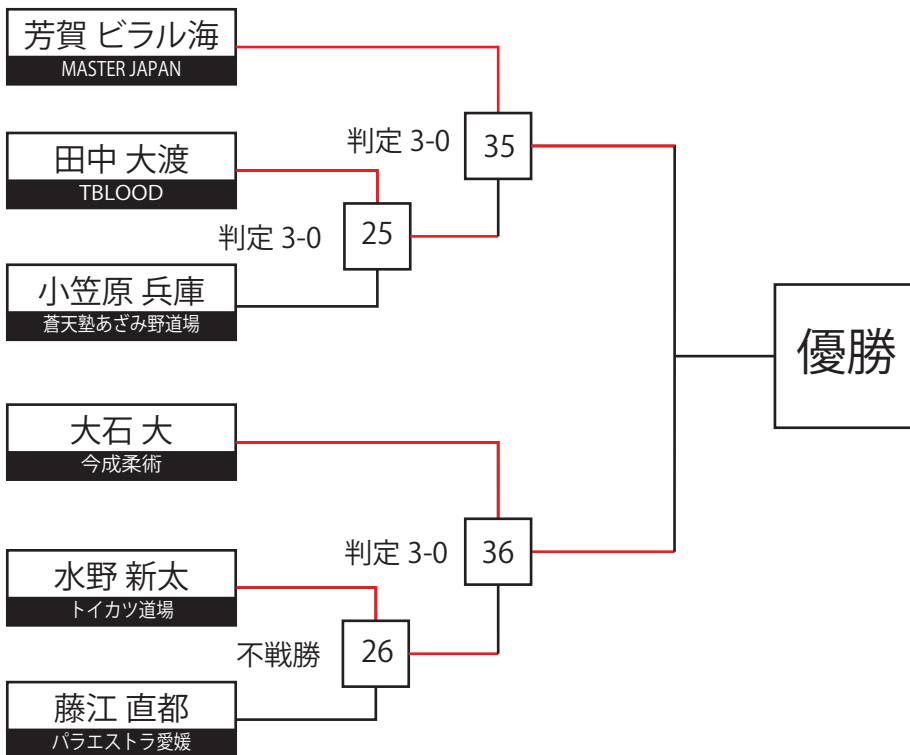 芳賀 ビラル海
MASTER JAPAN
判定 3-0
35
田中 大渡
TBLOOD
判定 3-0
25
小笠原 兵庫
蒼天塾あざみ野道場
優勝
大石 大
今成柔術
判定 3-0
36
水野 新太
トイカツ道場
不戦勝
26
藤江 直都
パラエストラ愛媛